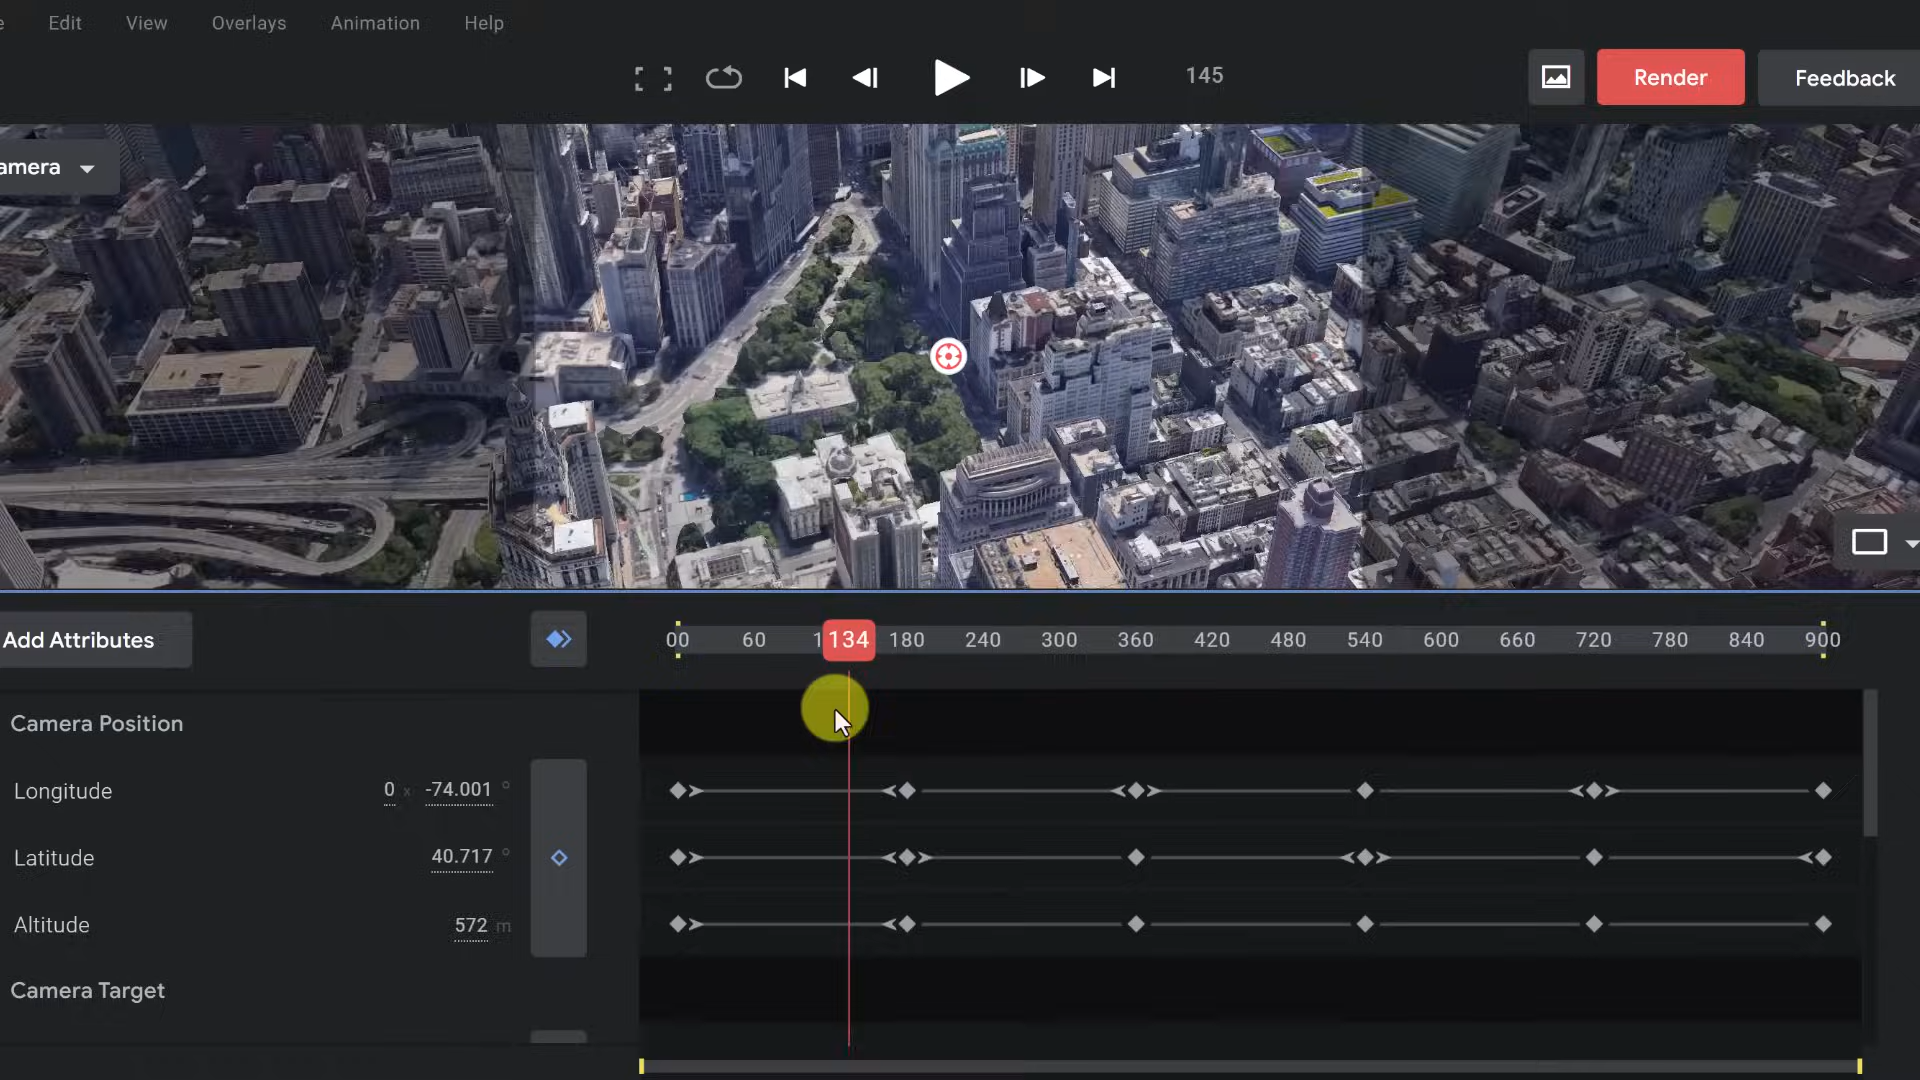 e Edit View Overlays Animation Help
145
Render Feedback
amera
Add Attributes
00 60 1 134 180 240 300 360 420 480 540 600 660 720 780 840 900
Camera Position
Longitude 0 x -74.001 °
Latitude 40.717 °
Altitude 572 m
Camera Target